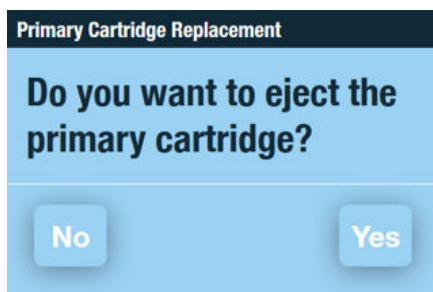 Primary Cartridge Replacement
Do you want to eject the
primary cartridge?
No
Yes